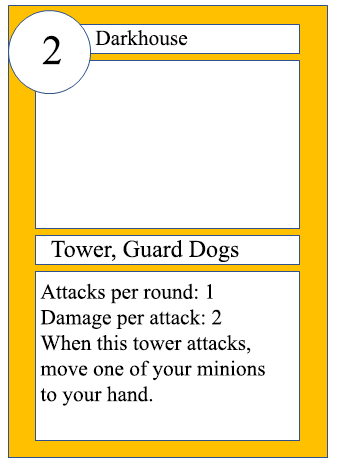 2
Darkhouse
Tower, Guard Dogs
Attacks per round: 1
Damage per attack: 2
When this tower attacks,
move one of your minions
to your hand.